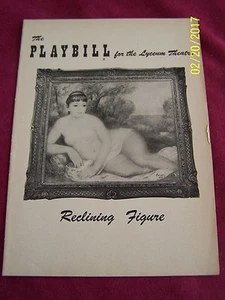 The
PLAYBILL for the Lyceum Theatre
Reclining Figure
02/20/2017